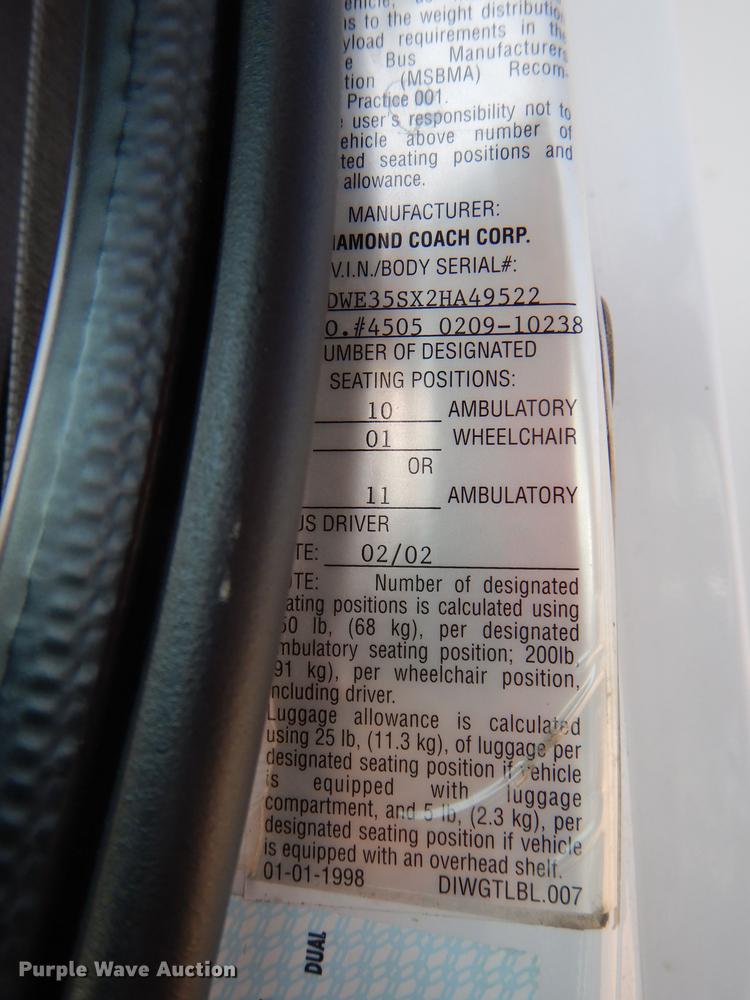 as to the weight distribution
yload requirements in the
e Bus Manufacturers
tion (MSBMA) Recom-
Practice 001.
user's responsibility not to
ehicle above number of
ted seating positions and
allowance.
MANUFACTURER:
IAMOND COACH CORP.
V.I.N./BODY SERIAL#:
DWE35SX2HA49522
O.#4505 0209-10238
UMBER OF DESIGNATED
SEATING POSITIONS:
10 AMBULATORY
01 WHEELCHAIR
OR
11 AMBULATORY
US DRIVER
TE: 02/02
OTE: Number of designated
ating positions is calculated using
50 lb, (68 kg), per designated
mbulatory seating position; 200lb,
91 kg), per wheelchair position,
ncluding driver.
Luggage allowance is calculated
using 25 lb, (11.3 kg), of luggage per
designated seating position if vehicle
is equipped with luggage
compartment, and 5 lb, (2.3 kg), per
designated seating position if vehicle
is equipped with an overhead shelf.
01-01-1998 DIWGTLBL.007
DUAL
Purple Wave Auction